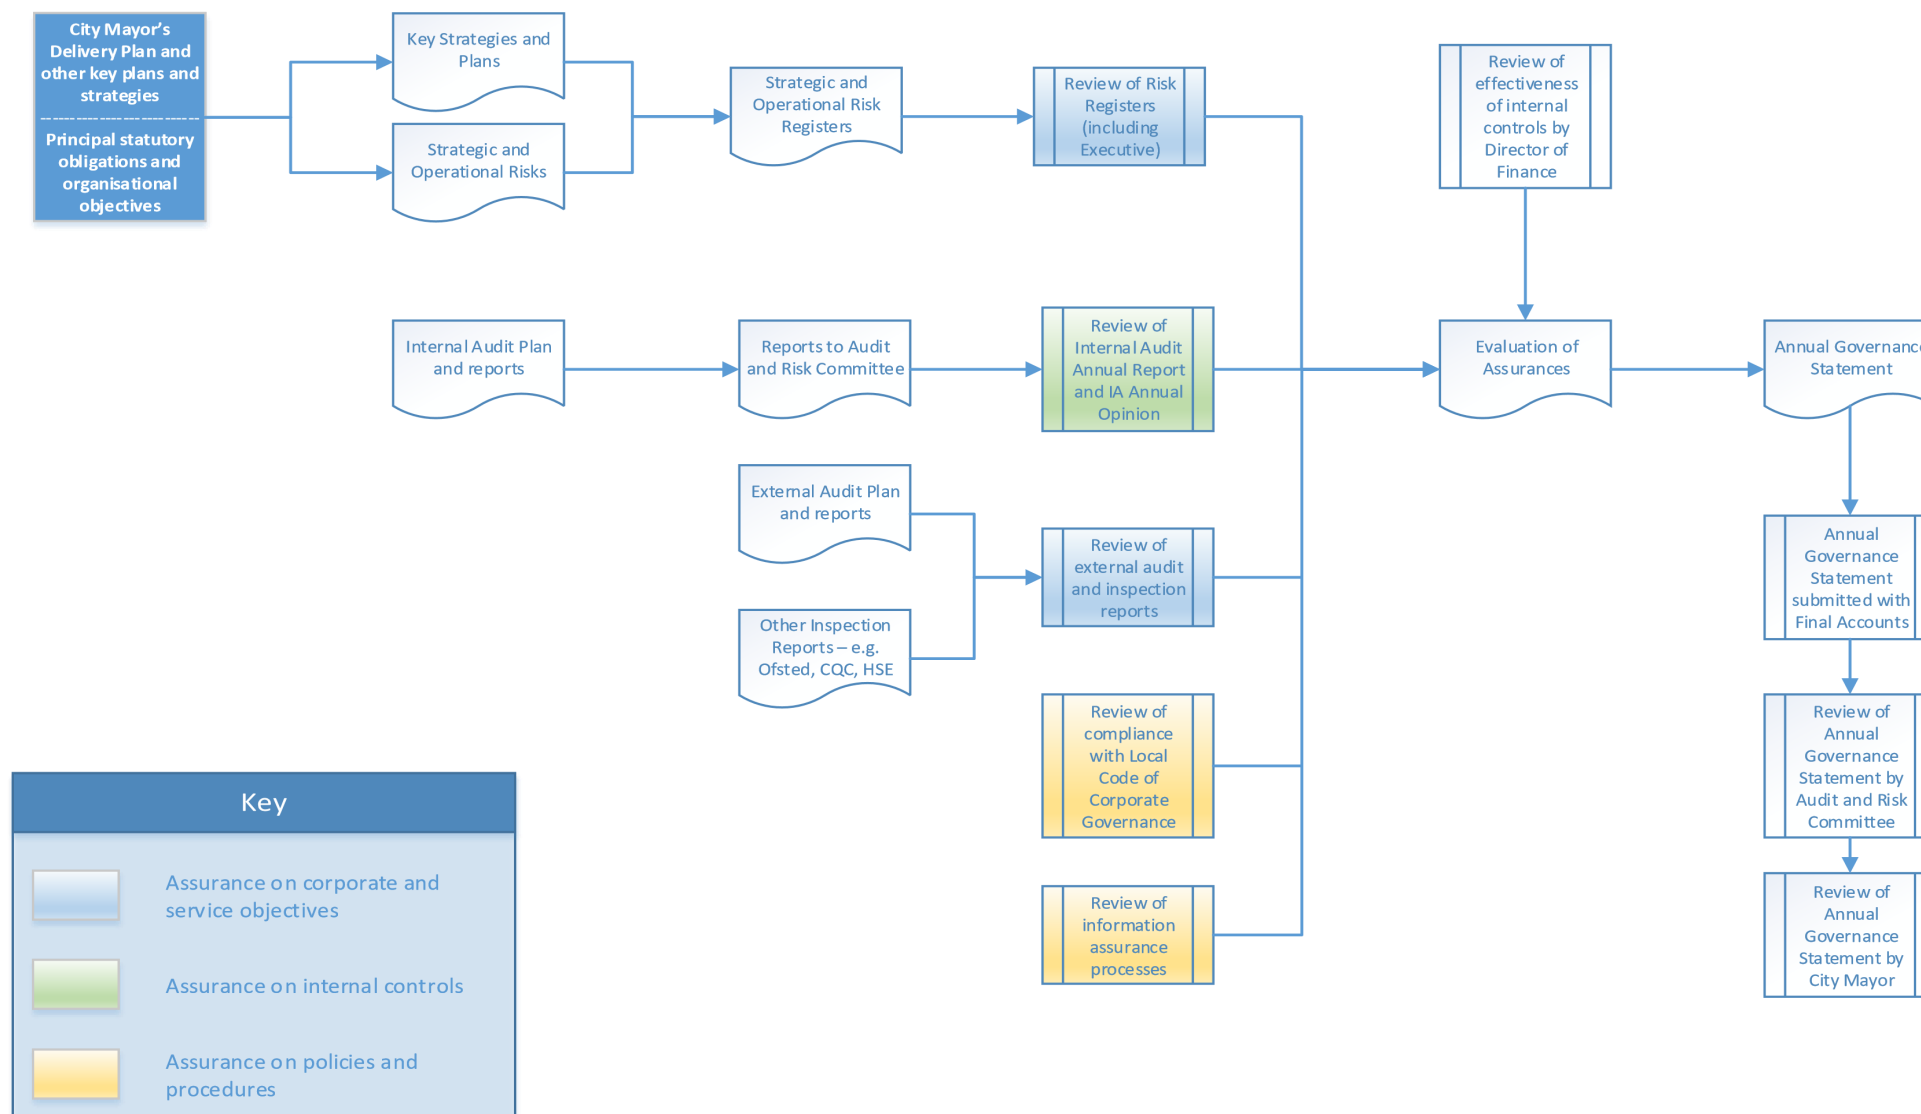 City Mayor's
Delivery Plan and
other key plans and
strategies
Principal statutory
obligations and
organisational
objectives
Key Strategies and
Plans
Strategic and
Operational Risks
Strategic and
Operational Risk
Registers
Review of Risk
Registers
(including
Executive)
Review of
effectiveness
of internal
controls by
Director of
Finance
Internal Audit Plan
and reports
Reports to Audit
and Risk Committee
Review of
Internal Audit
Annual Report
and IA Annual
Opinion
Evaluation of
Assurances
Annual Governance
Statement
External Audit Plan
and reports
Other Inspection
Reports – e.g.
Ofsted, CQC, HSE
Review of
external audit
and inspection
reports
Annual
Governance
Statement
submitted with
Final Accounts
Review of
compliance
with Local
Code of
Corporate
Governance
Review of
Annual
Governance
Statement by
Audit and Risk
Committee
Review of
information
assurance
processes
Review of
Annual
Governance
Statement by
City Mayor
Key
Assurance on corporate and
service objectives
Assurance on internal controls
Assurance on policies and
procedures